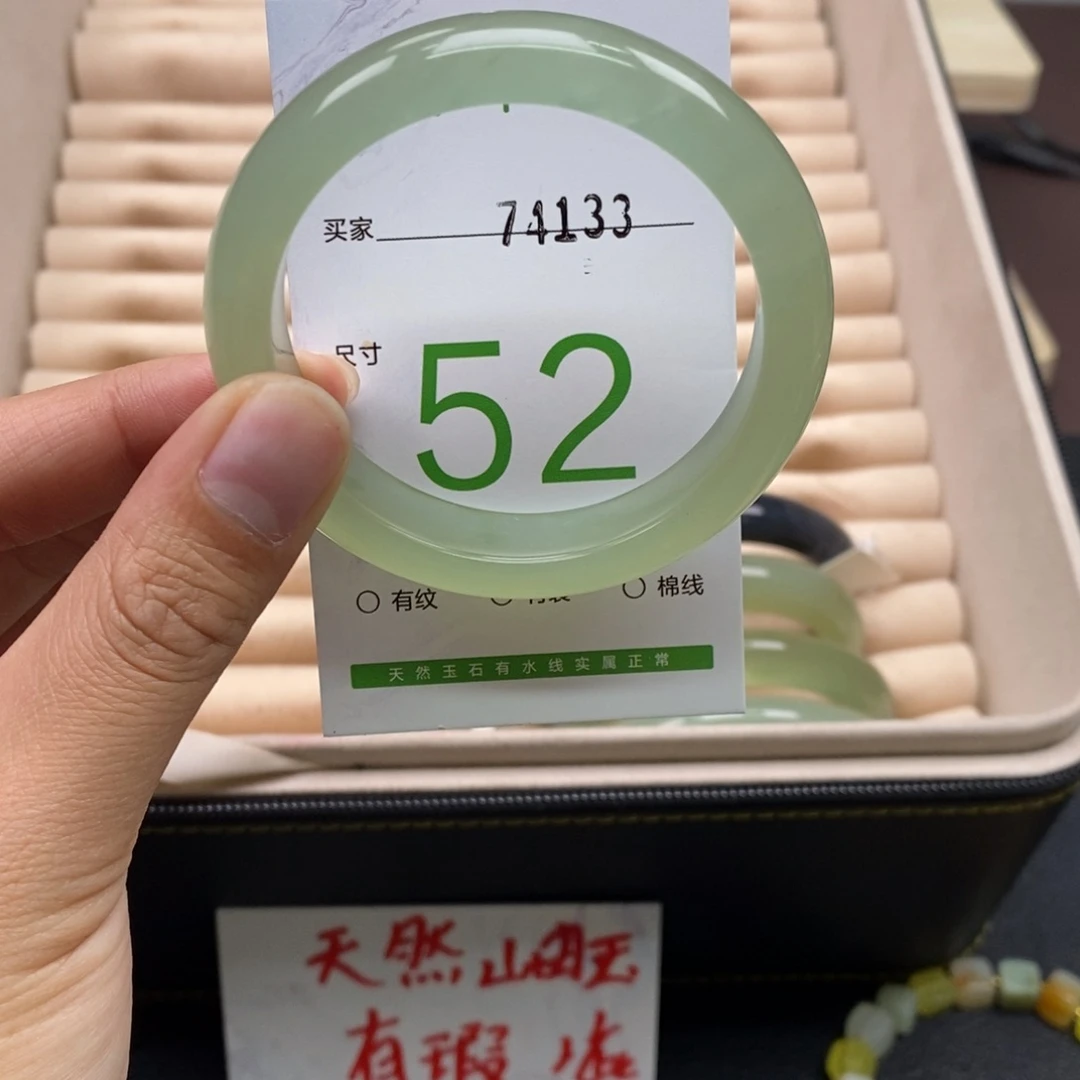 买家 74133
尺寸
52
○ 有纹 ○ ○ 棉线
天然玉石有水线实属正常
天然
有瑕